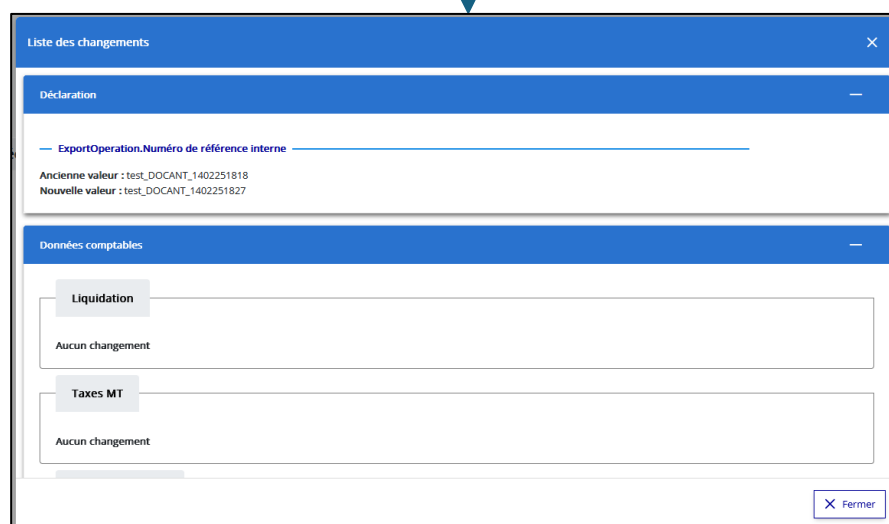 Liste des changements
Déclaration
ExportOperation.Numéro de référence interne
Ancienne valeur : test_DOCANT_1402251818
Nouvelle valeur : test_DOCANT_1402251827
Données comptables
Liquidation
Aucun changement
Taxes MT
Aucun changement
Fermer